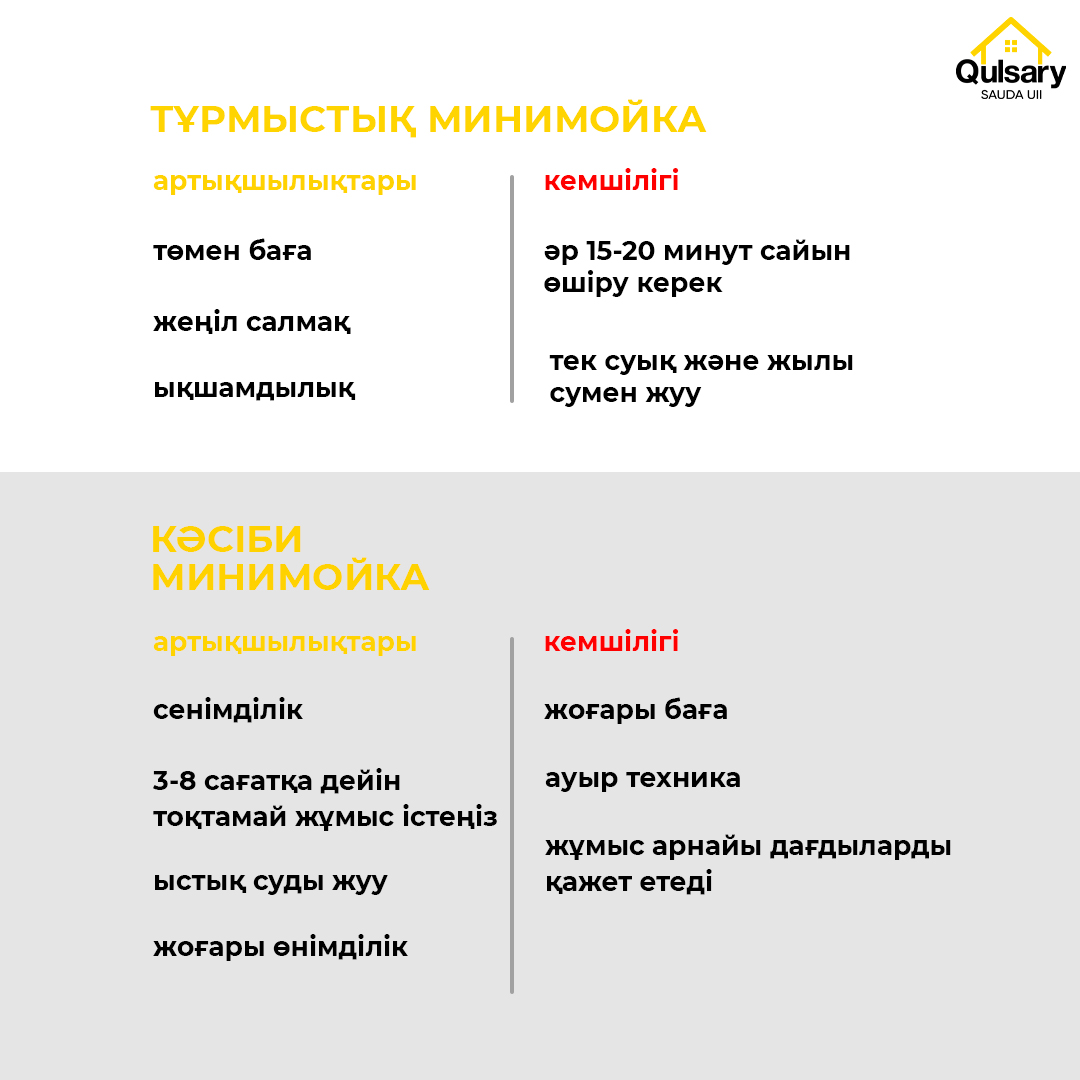 Qulsary
SAUDA UII
ТҰРМЫСТЫҚ МИНИМОЙКА
артықшылықтары
төмен баға
жеңіл салмақ
ықшамдылық
кемшілігі
әр 15-20 минут сайын
өшіру керек
тек суық және жылы
сумен жуу
КӘСІБИ
МИНИМОЙКА
артықшылықтары
сенімділік
3-8 сағатқа дейін
тоқтамай жұмыс істеңіз
ыстық суды жуу
жоғары өнімділік
кемшілігі
жоғары баға
ауыр техника
жұмыс арнайы дағдыларды
қажет етеді